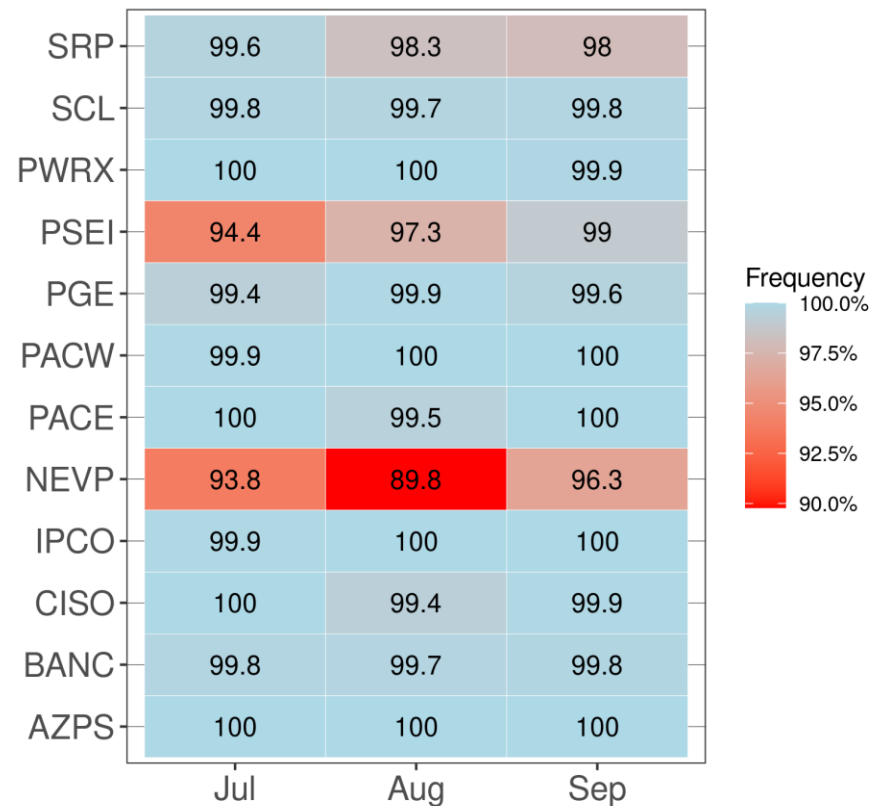 SRP 99.6 98.3 98
SCL 99.8 99.7 99.8
PWRX 100 100 99.9
PSEI 94.4 97.3 99
PGE 99.4 99.9 99.6
PACW 99.9 100 100
PACE 100 99.5 100
NEVP 93.8 89.8 96.3
IPCO 99.9 100 100
CISO 100 99.4 99.9
BANC 99.8 99.7 99.8
AZPS 100 100 100
Jul Aug Sep
Frequency
100.0%
97.5%
95.0%
92.5%
90.0%